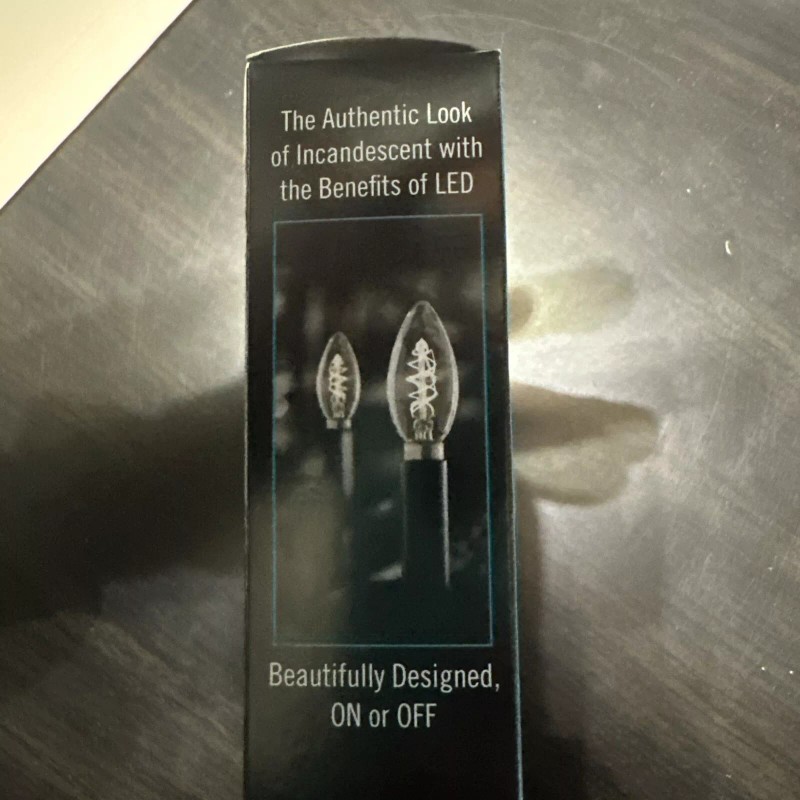 The Authentic Look
of Incandescent with
the Benefits of LED
Beautifully Designed,
ON or OFF